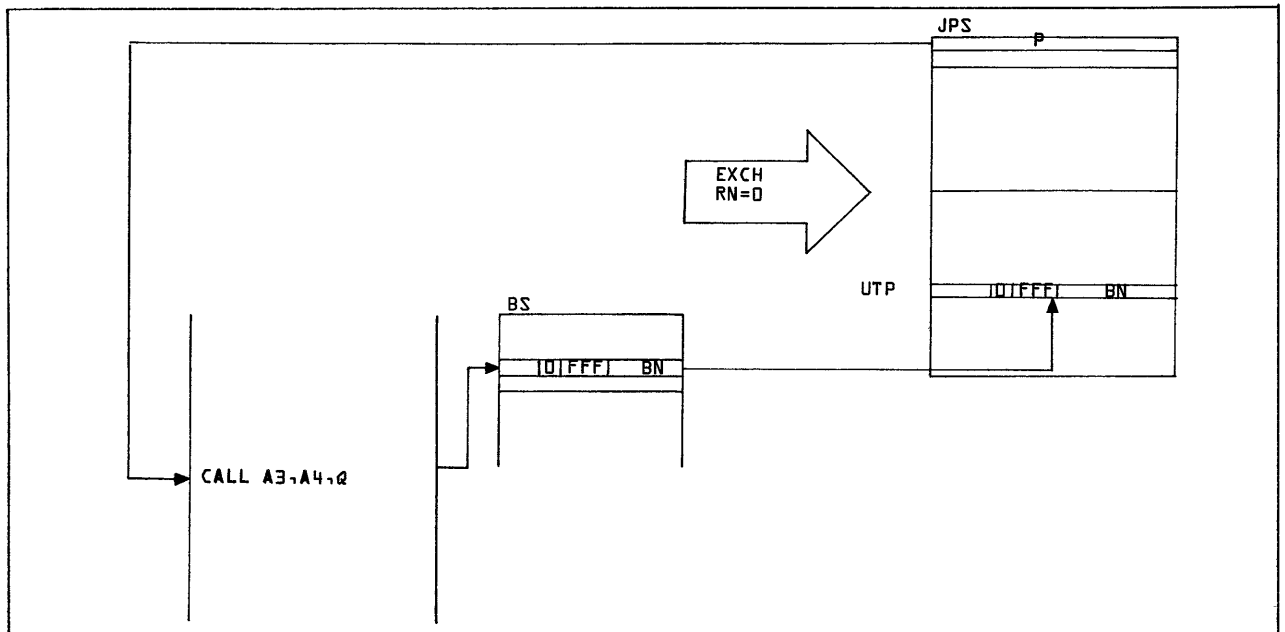 JPS
P
EXCH
RN=0
UTP |0|FFF| BN
BS
|0|FFF| BN
CALL A3,A4,Q